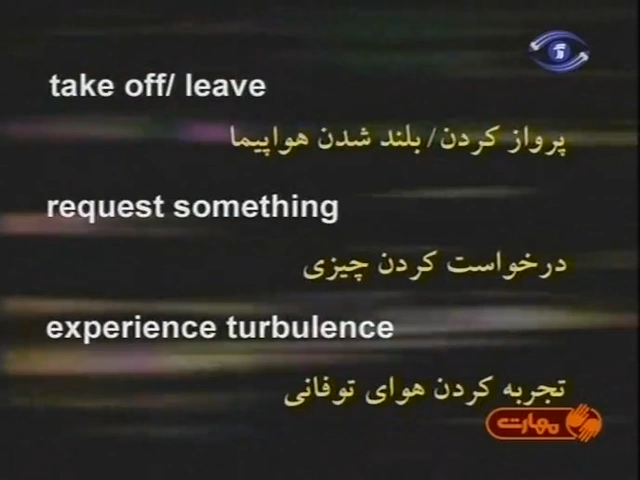 take off/ leave
پرواز کردن/ بلند شدن هواپیما
request something
درخواست کردن چیزی
experience turbulence
تجربه کردن هوای توفانی
مهارت